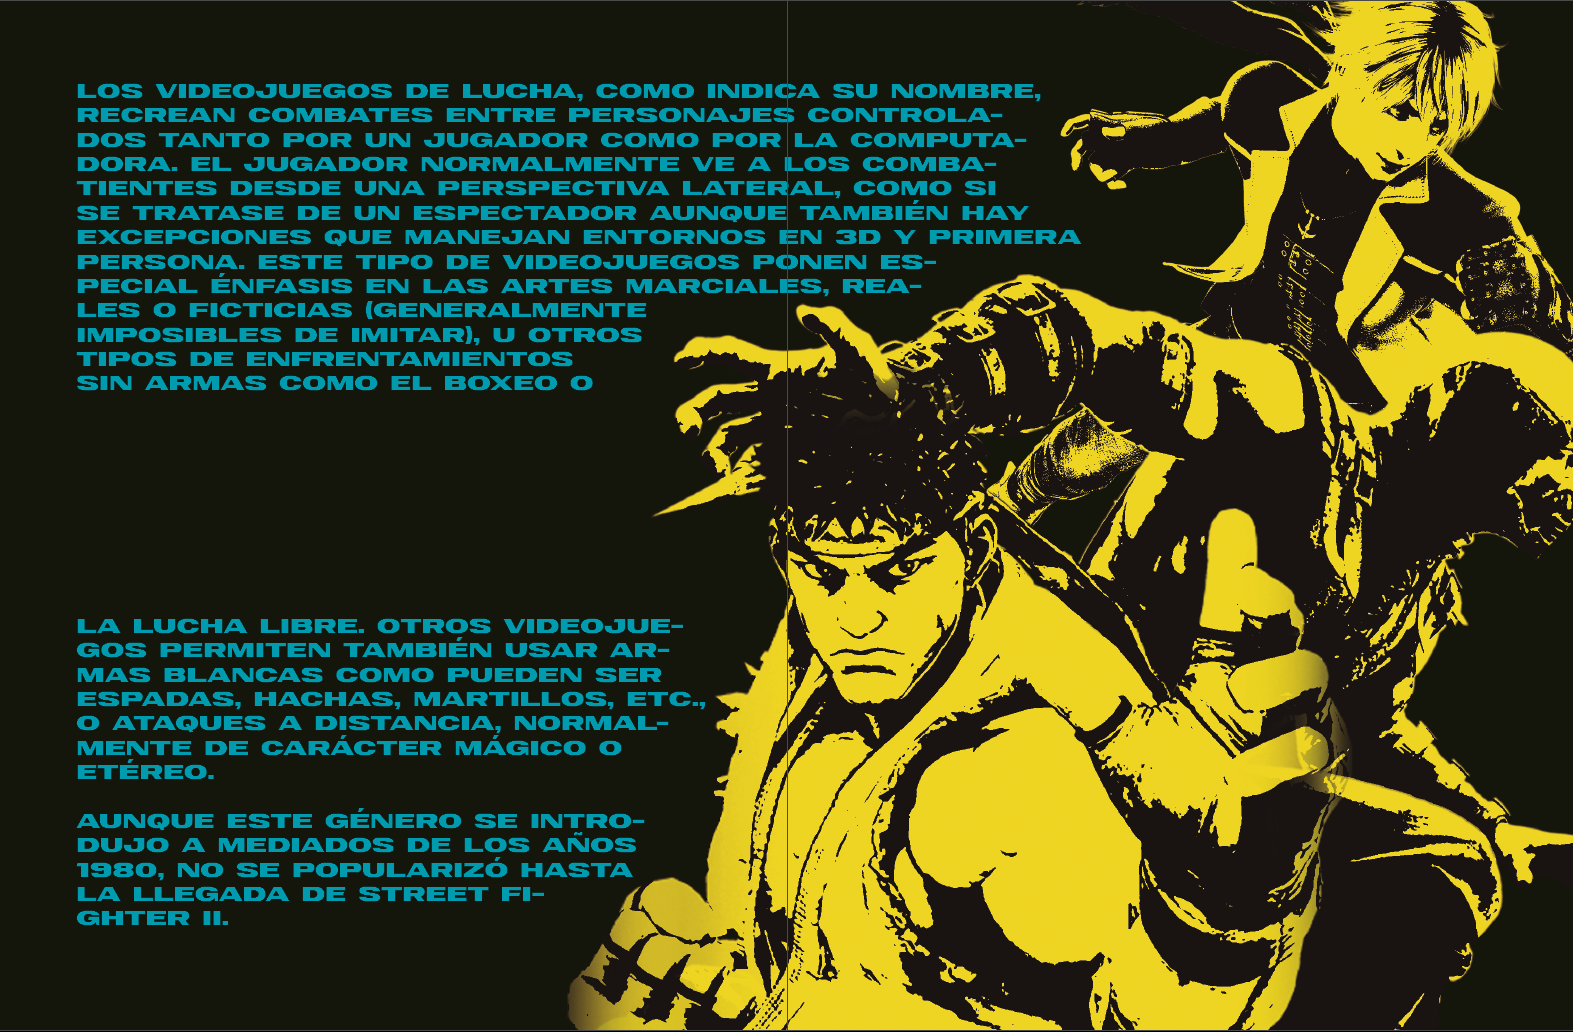 LOS VIDEOJUEGOS DE LUCHA, COMO INDICA SU NOMBRE,
RECREAN COMBATES ENTRE PERSONAJES CONTROLA-
DOS TANTO POR UN JUGADOR COMO POR LA COMPUTA-
DORA. EL JUGADOR NORMALMENTE VE A LOS COMBA-
TIENTES DESDE UNA PERSPECTIVA LATERAL, COMO SI
SE TRATASE DE UN ESPECTADOR AUNQUE TAMBIÉN HAY
EXCEPCIONES QUE MANEJAN ENTORNOS EN 3D Y PRIMERA
PERSONA. ESTE TIPO DE VIDEOJUEGOS PONEN ES-
PECIAL ÉNFASIS EN LAS ARTES MARCIALES, REA-
LES O FICTICIAS (GENERALMENTE
IMPOSIBLES DE IMITAR), U OTROS
TIPOS DE ENFRENTAMIENTOS
SIN ARMAS COMO EL BOXEO O
LA LUCHA LIBRE. OTROS VIDEOJUE-
GOS PERMITEN TAMBIÉN USAR AR-
MAS BLANCAS COMO PUEDEN SER
ESPADAS, HACHAS, MARTILLOS, ETC.,
O ATAQUES A DISTANCIA, NORMAL-
MENTE DE CARÁCTER MÁGICO O
ETÉREO.
AUNQUE ESTE GÉNERO SE INTRO-
DUJO A MEDIADOS DE LOS AÑOS
1980, NO SE POPULARIZÓ HASTA
LA LLEGADA DE STREET FI-
GHTER II.